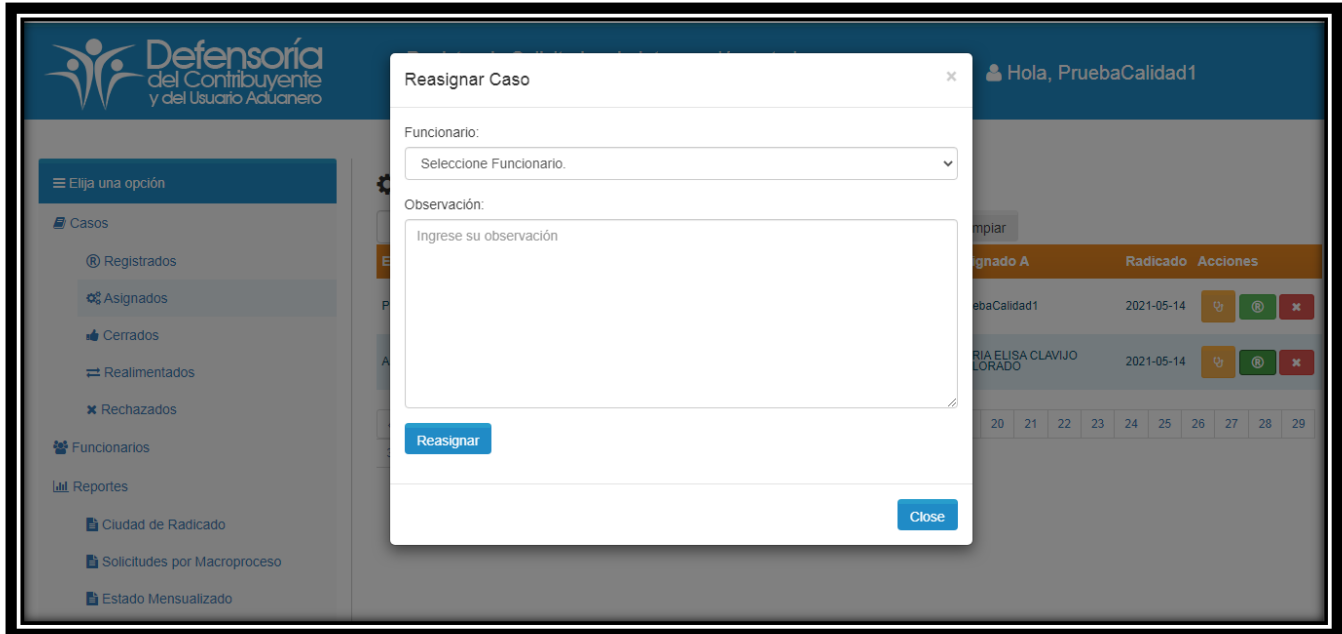 Defensoría
del Contribuyente
y del Usuario Aduanero
Hola, PruebaCalidad1
Reasignar Caso
×
Funcionario:
Seleccione Funcionario.
Observación:
Ingrese su observación
Reasignar
Close
Elija una opción
Casos
® Registrados
Asignados
Cerrados
Realimentados
Rechazados
Funcionarios
Reportes
Ciudad de Radicado
Solicitudes por Macroproceso
Estado Mensualizado
mpiar
ignado A Radicado Acciones
ebaCalidad1 2021-05-14 ®
RIA ELISA CLAVIJO
LORADO 2021-05-14 ®
20 21 22 23 24 25 26 27 28 29